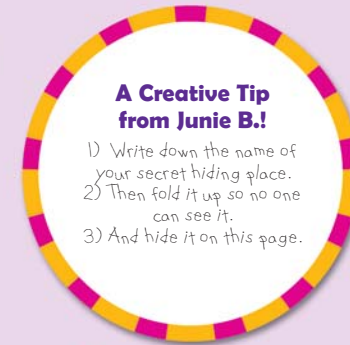 A Creative Tip
from Junie B.!
1) Write down the name of
your secret hiding place.
2) Then fold it up so no one
can see it.
3) And hide it on this page.